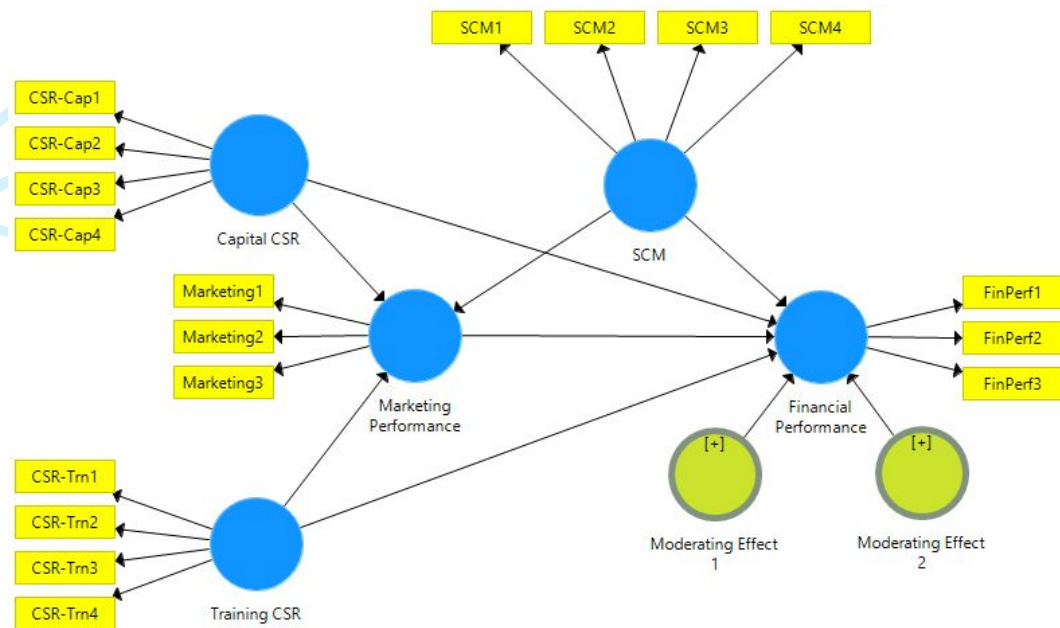 SCM1
SCM2
SCM3
SCM4
CSR-Cap1
CSR-Cap2
CSR-Cap3
CSR-Cap4
Capital CSR
SCM
Marketing1
Marketing2
Marketing3
Marketing
Performance
FinPerf1
FinPerf2
FinPerf3
Financial
Performance
[+]
Moderating Effect
1
[+]
Moderating Effect
2
CSR-Trn1
CSR-Trn2
CSR-Trn3
CSR-Trn4
Training CSR